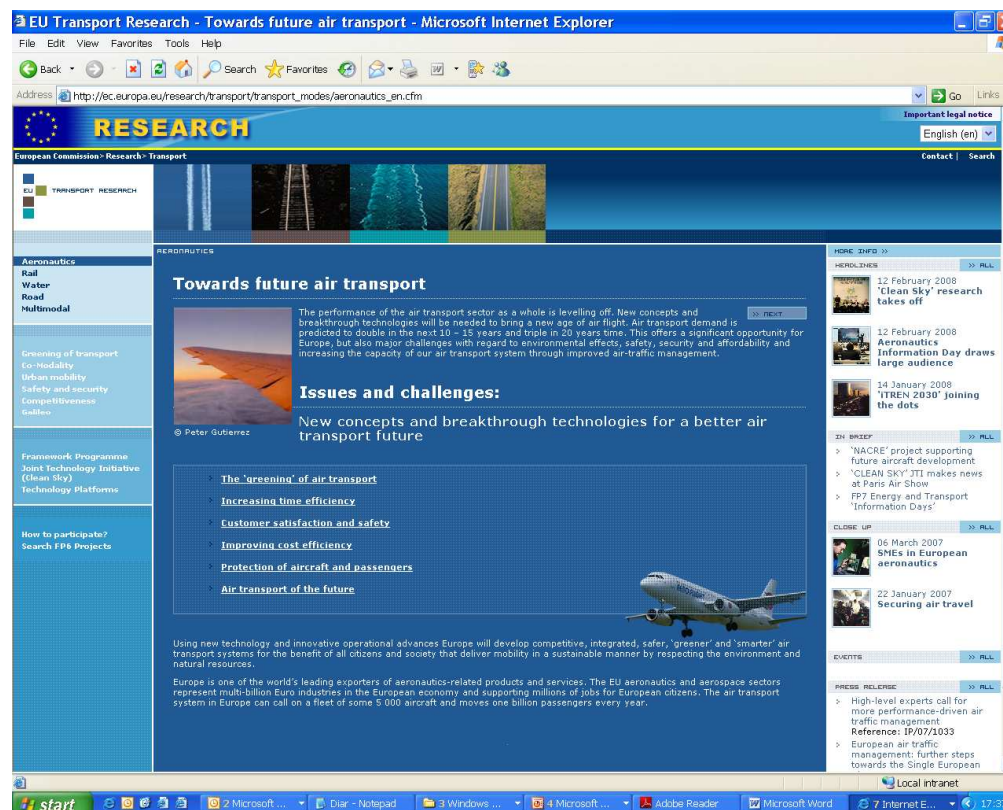 EU Transport Research - Towards future air transport - Microsoft Internet Explorer
File Edit View Favorites Tools Help
Back Search Favorites
Address http://ec.europa.eu/research/transport/transport_modes/aeronautics_en.cfm Go Links
Important legal notice
RESEARCH
English (en)
European Commission > Research > Transport
Contact | Search
EU TRANSPORT RESEARCH
Aeronautics
Rail
Water
Road
Multimodal
Greening of transport
Co-Modality
Urban mobility
Safety and security
Competitiveness
Galileo
Framework Programme
Joint Technology Initiative
(Clean Sky)
Technology Platforms
How to participate?
Search FP6 Projects
AERONAUTICS
Towards future air transport
The performance of the air transport sector as a whole is levelling off. New concepts and
breakthrough technologies will be needed to bring a new age of air flight. Air transport demand is
predicted to double in the next 10 – 15 years and triple in 20 years time. This offers a significant opportunity for
Europe, but also major challenges with regard to environmental effects, safety, security and affordability and
increasing the capacity of our air transport system through improved air-traffic management.
>> NEXT
© Peter Gutierrez
Issues and challenges:
New concepts and breakthrough technologies for a better air
transport future
The 'greening' of air transport
Increasing time efficiency
Customer satisfaction and safety
Improving cost efficiency
Protection of aircraft and passengers
Air transport of the future
Using new technology and innovative operational advances Europe will develop competitive, integrated, safer, 'greener' and 'smarter' air
transport systems for the benefit of all citizens and society that deliver mobility in a sustainable manner by respecting the environment and
natural resources.
Europe is one of the world's leading exporters of aeronautics-related products and services. The EU aeronautics and aerospace sectors
represent multi-billion Euro industries in the European economy and supporting millions of jobs for European citizens. The air transport
system in Europe can call on a fleet of some 5 000 aircraft and moves one billion passengers every year.
MORE INFO >>
HEADLINES >> ALL
12 February 2008
'Clean Sky' research
takes off
12 February 2008
Aeronautics
Information Day draws
large audience
14 January 2008
'iTREN 2030' joining
the dots
IN BRIEF >> ALL
> 'NACRE' project supporting
future aircraft development
> 'CLEAN SKY' JTI makes news
at Paris Air Show
> FP7 Energy and Transport
'Information Days'
CLOSE UP >> ALL
06 March 2007
SMEs in European
aeronautics
22 January 2007
Securing air travel
EVENTS >> ALL
PRESS RELEASE >> ALL
> High-level experts call for
more performance-driven air
traffic management
Reference: IP/07/1033
> European air traffic
management: further steps
towards the Single European
Local intranet
start 2 Microsoft ... Diar - Notepad 3 Windows ... 4 Microsoft ... Adobe Reader Microsoft Word 7 Internet E...